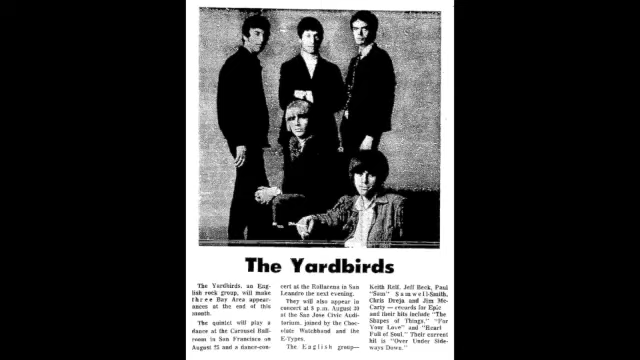 The Yardbirds
The Yardbirds, an Eng-
lish rock group, will make
three Bay Area appear-
ances at the end of this
month.
The quintet will play a
dance at the Carousel Ball-
room in San Francisco on
August 25 and a dance-con-
cert at the Rollarena in San
Leandro the next evening.
They will also appear in
concert at 8 p.m. August 30
at the San Jose Civic Audi-
torium, joined by the Choc-
olate Watchband and the
E-Types.
The English group—
Keith Relf, Jeff Beck, Paul
"Sam" Samwell-Smith,
Chris Dreja and Jim Mc-
Carty — records for Epic
and their hits include "The
Shapes of Things," "For
Your Love" and "Heart
Full of Soul." Their current
hit is "Over Under Side-
ways Down."